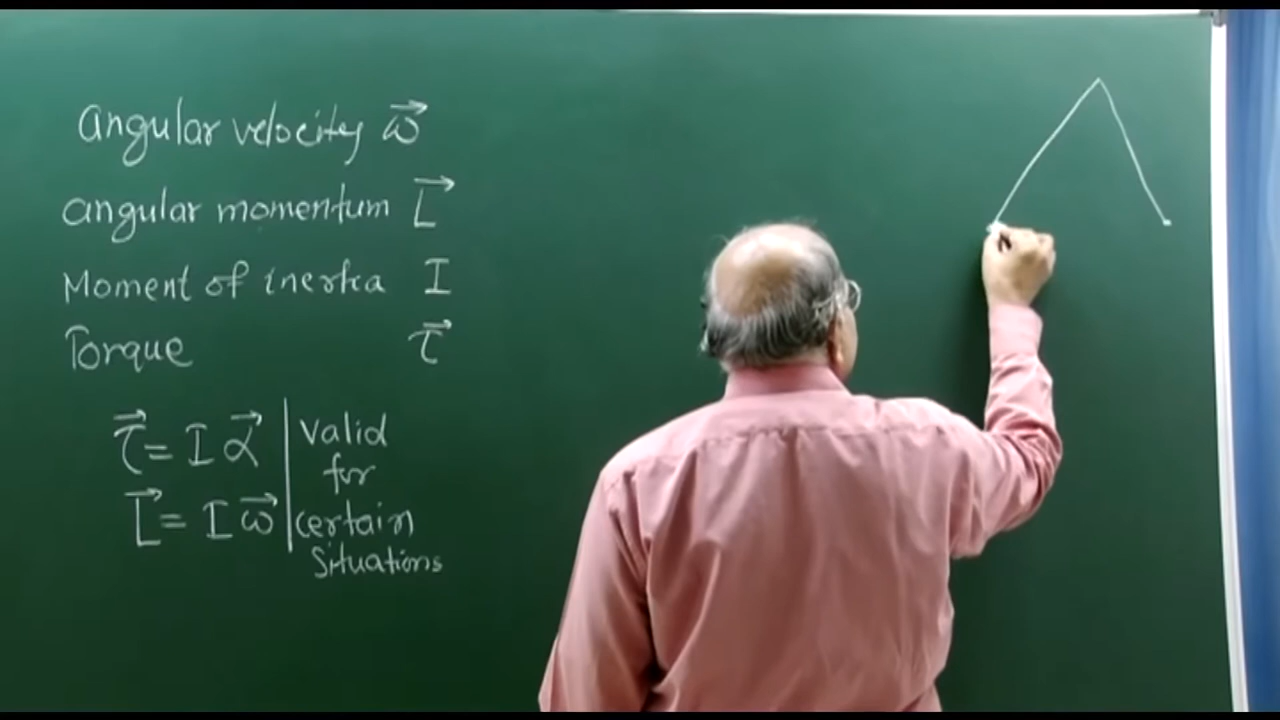 angular velocity ω⃗
angular momentum L⃗
Moment of inertia I
Torque τ⃗
τ⃗ = I α⃗
L⃗ = I ω⃗
valid
for
certain
situations